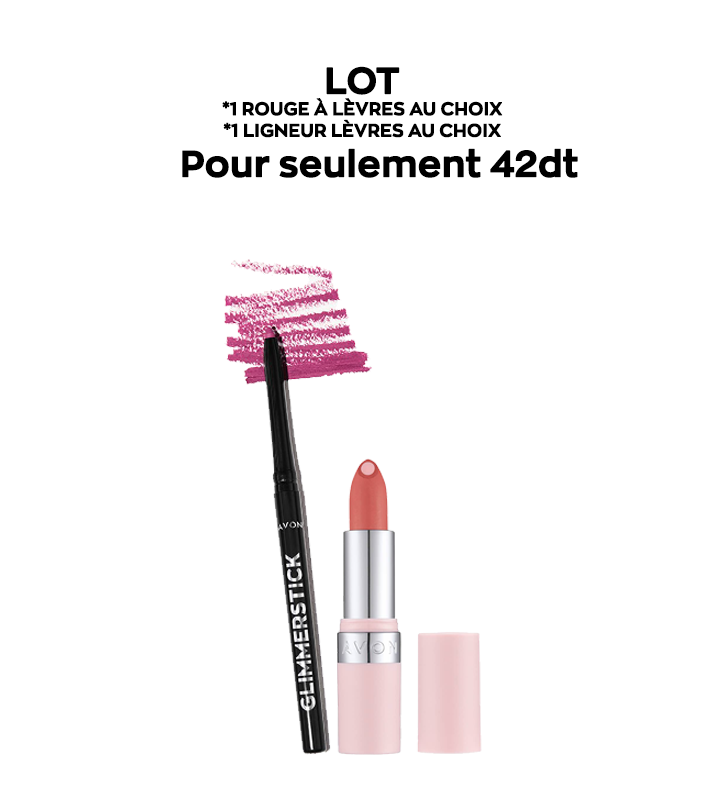 LOT
*1 ROUGE À LÈVRES AU CHOIX
*1 LIGNEUR LÈVRES AU CHOIX
Pour seulement 42dt
AVON
GLIMMERSTICK
AVON